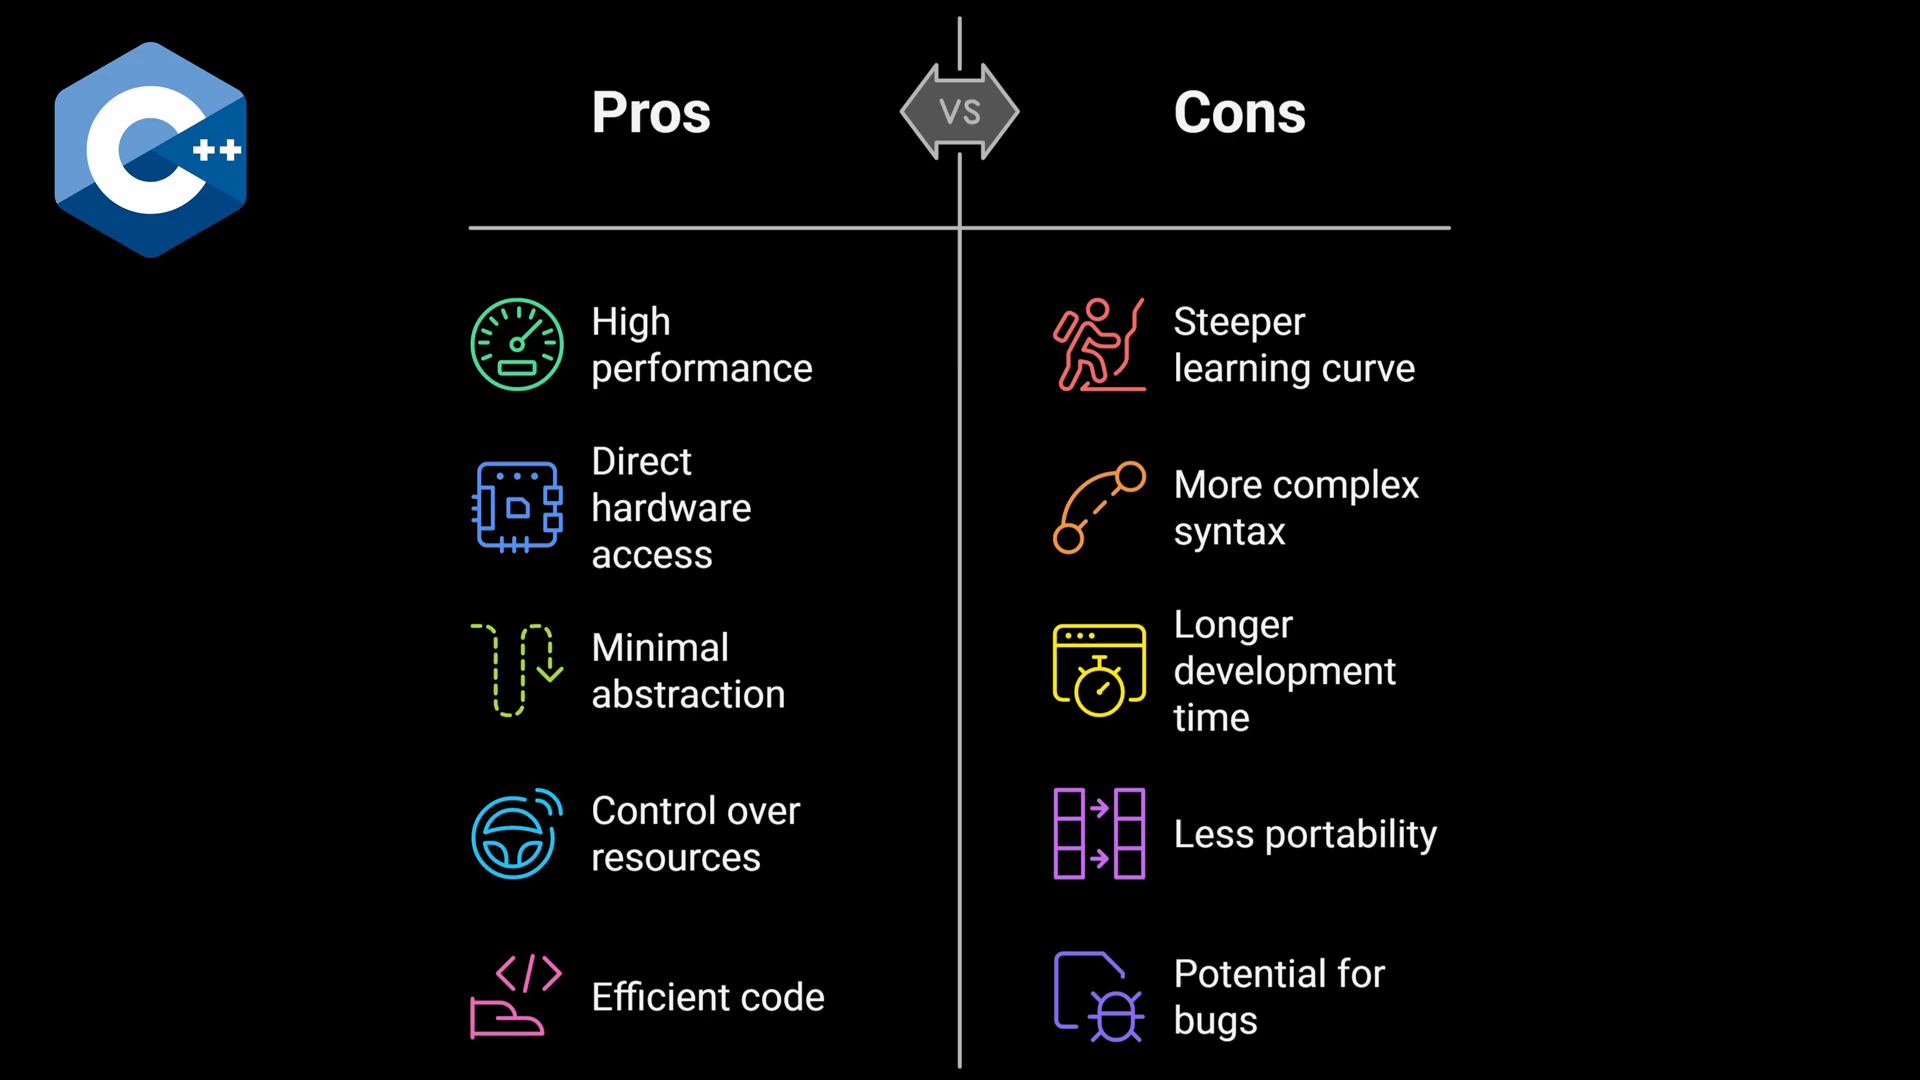 C++
Pros
VS
Cons
High
performance
Direct
hardware
access
Minimal
abstraction
Control over
resources
</>
Efficient code
Steeper
learning curve
More complex
syntax
Longer
development
time
Less portability
Potential for
bugs